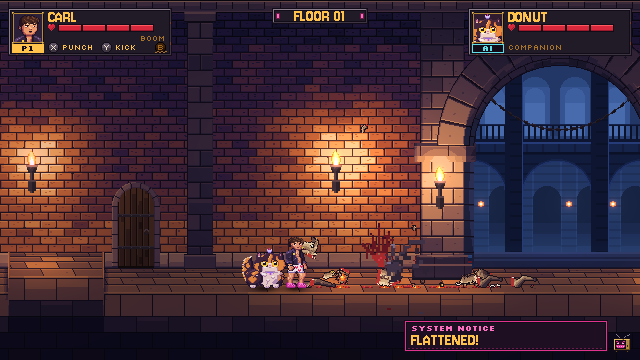 CARL
P1
X PUNCH Y KICK
BOOM
B
FLOOR 01
DONUT
AI
COMPANION
SYSTEM NOTICE
FLATTENED!